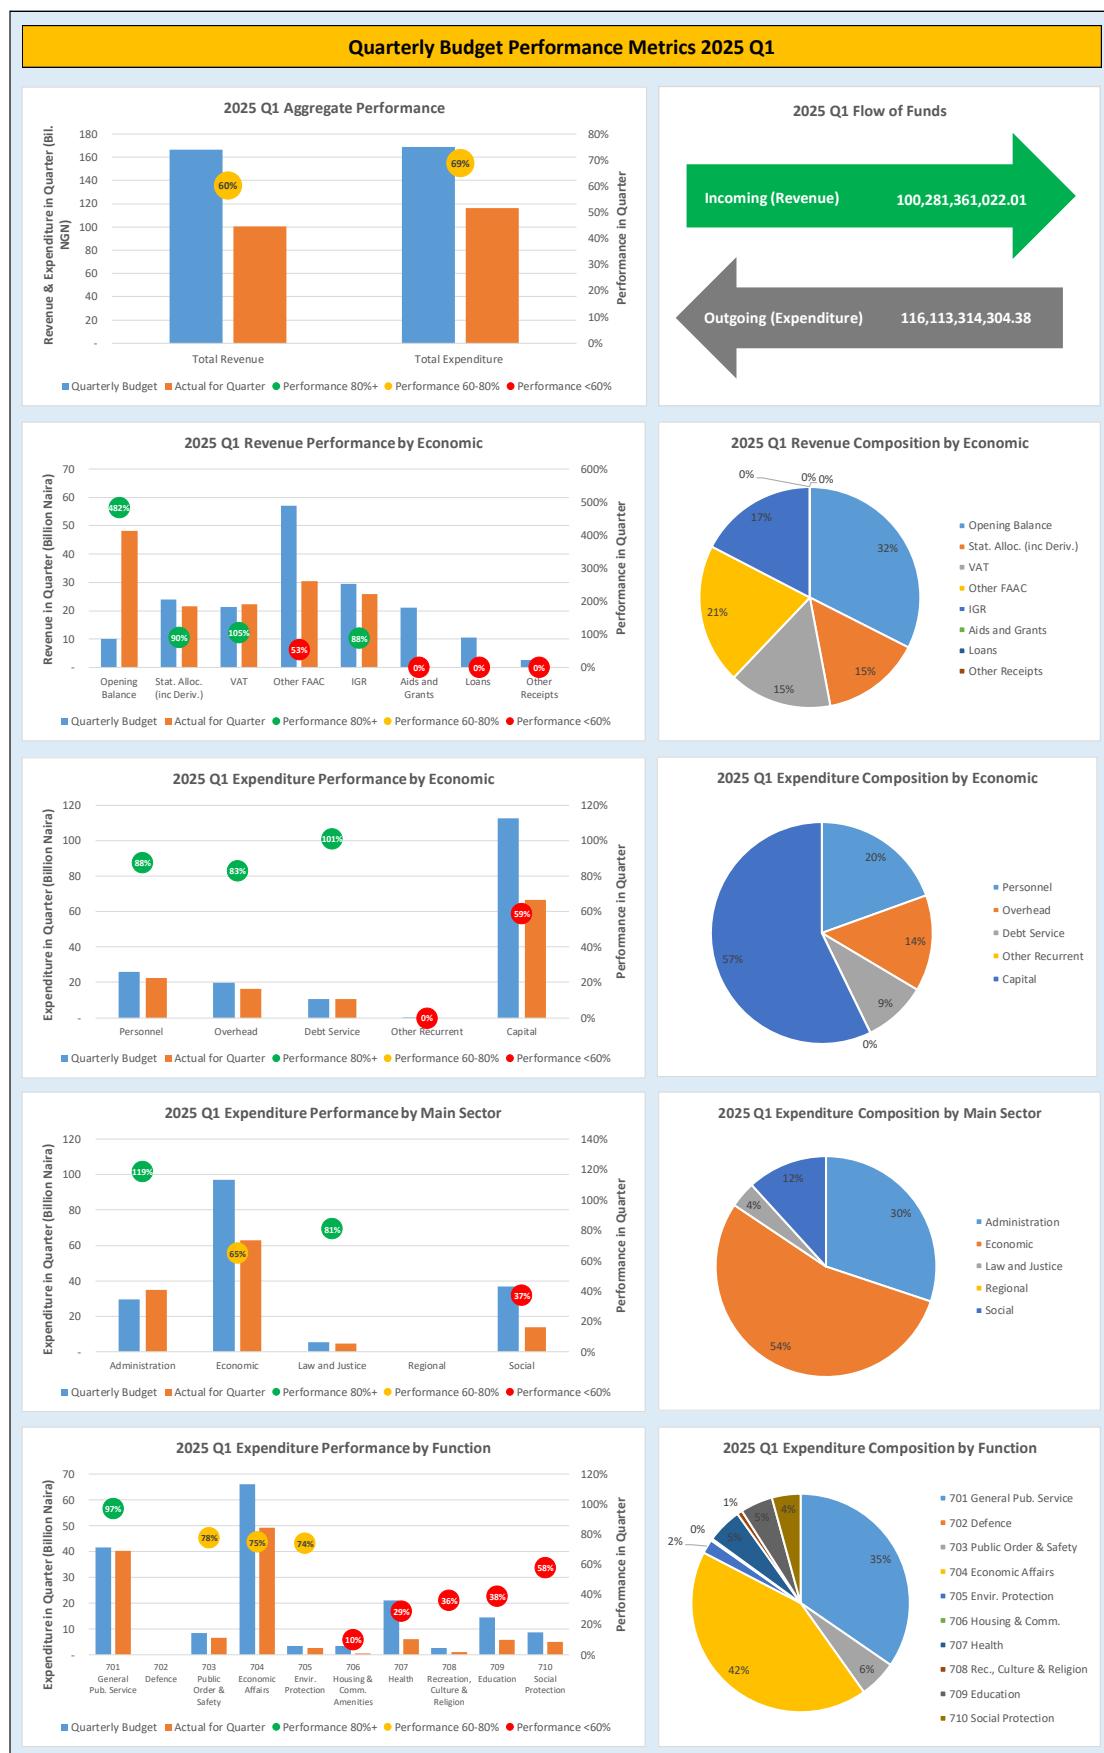 Quarterly Budget Performance Metrics 2025 Q1
2025 Q1 Aggregate Performance
Revenue & Expenditure in Quarter (Bil.
NGN)
180
160
140
120
100
80
60
40
20
-
80%
70%
60%
50%
40%
30%
20%
10%
0%
Performance in Quarter
60%
69%
Total Revenue
Total Expenditure
Quarterly Budget
Actual for Quarter
Performance 80%+
Performance 60-80%
Performance <60%
2025 Q1 Flow of Funds
Incoming (Revenue) 100,281,361,022.01
Outgoing (Expenditure) 116,113,314,304.38
2025 Q1 Revenue Performance by Economic
Revenue in Quarter (Billion Naira)
70
60
50
40
30
20
10
-
600%
500%
400%
300%
200%
100%
0%
Performance in Quarter
482%
90%
105%
53%
88%
0%
0%
0%
Opening
Balance
Stat. Alloc.
(inc Deriv.)
VAT
Other FAAC
IGR
Aids and
Grants
Loans
Other
Receipts
Quarterly Budget
Actual for Quarter
Performance 80%+
Performance 60-80%
Performance <60%
2025 Q1 Revenue Composition by Economic
0%
0%
0%
17%
32%
21%
15%
15%
Opening Balance
Stat. Alloc. (inc Deriv.)
VAT
Other FAAC
IGR
Aids and Grants
Loans
Other Receipts
2025 Q1 Expenditure Performance by Economic
Expenditure in Quarter (Billion Naira)
120
100
80
60
40
20
-
120%
100%
80%
60%
40%
20%
0%
Performance in Quarter
88%
83%
101%
0%
59%
Personnel
Overhead
Debt Service
Other Recurrent
Capital
Quarterly Budget
Actual for Quarter
Performance 80%+
Performance 60-80%
Performance <60%
2025 Q1 Expenditure Composition by Economic
20%
14%
9%
0%
57%
Personnel
Overhead
Debt Service
Other Recurrent
Capital
2025 Q1 Expenditure Performance by Main Sector
Expenditure in Quarter (Billion Naira)
120
100
80
60
40
20
-
140%
120%
100%
80%
60%
40%
20%
0%
Performance in Quarter
119%
65%
81%
37%
Administration
Economic
Law and Justice
Regional
Social
Quarterly Budget
Actual for Quarter
Performance 80%+
Performance 60-80%
Performance <60%
2025 Q1 Expenditure Composition by Main Sector
12%
4%
30%
54%
Administration
Economic
Law and Justice
Regional
Social
2025 Q1 Expenditure Performance by Function
Expenditure in Quarter (Billion Naira)
70
60
50
40
30
20
10
-
120%
100%
80%
60%
40%
20%
0%
Performance in Quarter
97%
78%
75%
74%
10%
29%
36%
38%
58%
701
General
Pub. Service
702
Defence
703
Public
Order &
Safety
704
Economic
Affairs
705
Envir.
Protection
706
Housing &
Comm.
Amenities
707
Health
708
Recreation,
Culture &
Religion
709
Education
710
Social
Protection
Quarterly Budget
Actual for Quarter
Performance 80%+
Performance 60-80%
Performance <60%
2025 Q1 Expenditure Composition by Function
1%
0%
2%
5%
5%
4%
35%
6%
42%
701 General Pub. Service
702 Defence
703 Public Order & Safety
704 Economic Affairs
705 Envir. Protection
706 Housing & Comm.
707 Health
708 Rec., Culture & Religion
709 Education
710 Social Protection